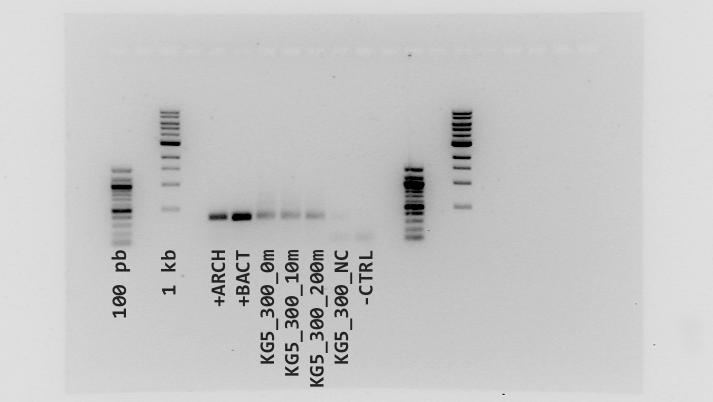 100 pb
1 kb
+ARCH
+BACT
KG5_300_0m
KG5_300_10m
KG5_300_200m
KG5_300_NC
-CTRL